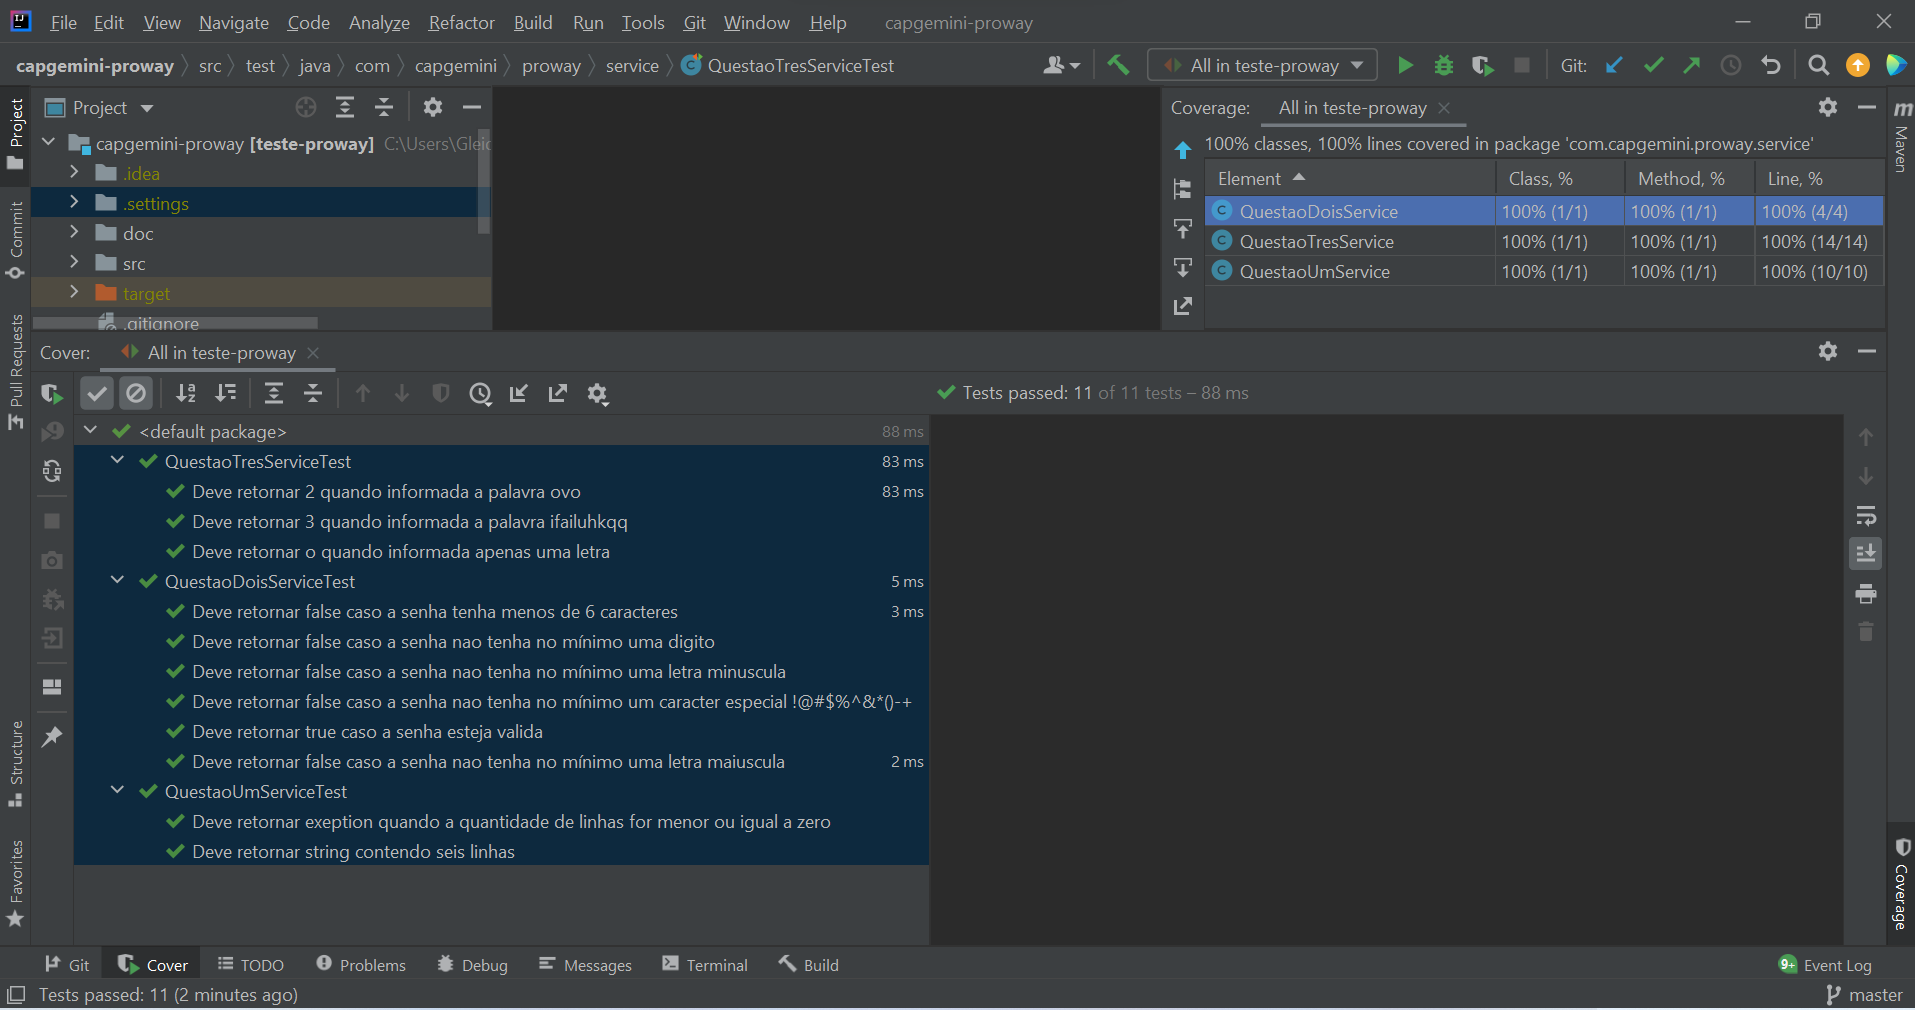 File Edit View Navigate Code Analyze Refactor Build Run Tools Git Window Help capgemini-proway
capgemini-proway src test java com capgemini proway service QuestaoTresServiceTest All in teste-proway Git:
Project
capgemini-proway [teste-proway] C:\Users\Gleic
.idea
.settings
doc
src
target
.gitignore
Coverage: All in teste-proway
100% classes, 100% lines covered in package 'com.capgemini.proway.service'
Element Class, % Method, % Line, %
QuestaoDoisService 100% (1/1) 100% (1/1) 100% (4/4)
QuestaoTresService 100% (1/1) 100% (1/1) 100% (14/14)
QuestaoUmService 100% (1/1) 100% (1/1) 100% (10/10)
Project
Commit
Pull Requests
Structure
Favorites
Maven
Coverage
Cover: All in teste-proway
Tests passed: 11 of 11 tests – 88 ms
<default package> 88 ms
QuestaoTresServiceTest 83 ms
Deve retornar 2 quando informada a palavra ovo 83 ms
Deve retornar 3 quando informada a palavra ifailuhkqq
Deve retornar o quando informada apenas uma letra
QuestaoDoisServiceTest 5 ms
Deve retornar false caso a senha tenha menos de 6 caracteres 3 ms
Deve retornar false caso a senha nao tenha no mínimo uma digito
Deve retornar false caso a senha nao tenha no mínimo uma letra minuscula
Deve retornar false caso a senha nao tenha no mínimo um caracter especial !@#$%^&*()-+
Deve retornar true caso a senha esteja valida
Deve retornar false caso a senha nao tenha no mínimo uma letra maiuscula 2 ms
QuestaoUmServiceTest
Deve retornar exeption quando a quantidade de linhas for menor ou igual a zero
Deve retornar string contendo seis linhas
Git Cover TODO Problems Debug Messages Terminal Build 9+ Event Log
Tests passed: 11 (2 minutes ago) master